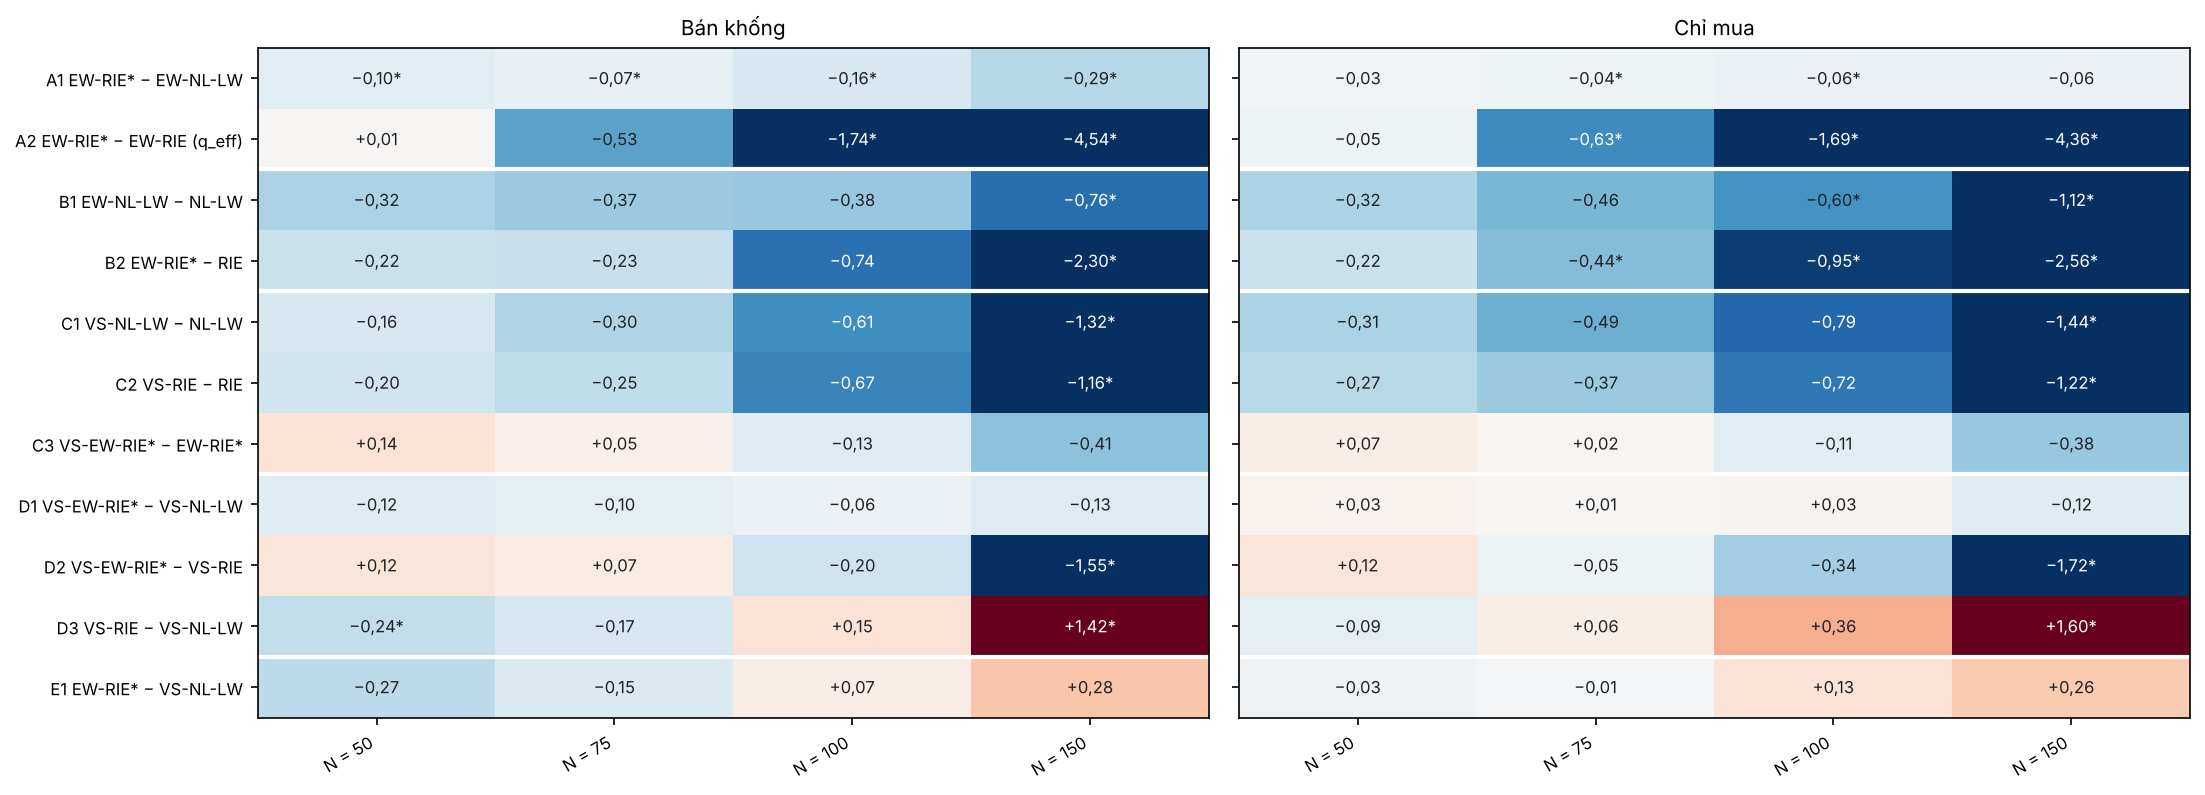 Bán khống
Chỉ mua
A1 EW-RIE* − EW-NL-LW −0,10* −0,07* −0,16* −0,29* −0,03 −0,04* −0,06* −0,06
A2 EW-RIE* − EW-RIE (q_eff) +0,01 −0,53 −1,74* −4,54* −0,05 −0,63* −1,69* −4,36*
B1 EW-NL-LW − NL-LW −0,32 −0,37 −0,38 −0,76* −0,32 −0,46 −0,60* −1,12*
B2 EW-RIE* − RIE −0,22 −0,23 −0,74 −2,30* −0,22 −0,44* −0,95* −2,56*
C1 VS-NL-LW − NL-LW −0,16 −0,30 −0,61 −1,32* −0,31 −0,49 −0,79 −1,44*
C2 VS-RIE − RIE −0,20 −0,25 −0,67 −1,16* −0,27 −0,37 −0,72 −1,22*
C3 VS-EW-RIE* − EW-RIE* +0,14 +0,05 −0,13 −0,41 +0,07 +0,02 −0,11 −0,38
D1 VS-EW-RIE* − VS-NL-LW −0,12 −0,10 −0,06 −0,13 +0,03 +0,01 +0,03 −0,12
D2 VS-EW-RIE* − VS-RIE +0,12 +0,07 −0,20 −1,55* +0,12 −0,05 −0,34 −1,72*
D3 VS-RIE − VS-NL-LW −0,24* −0,17 +0,15 +1,42* −0,09 +0,06 +0,36 +1,60*
E1 EW-RIE* − VS-NL-LW −0,27 −0,15 +0,07 +0,28 −0,03 −0,01 +0,13 +0,26
N = 50 N = 75 N = 100 N = 150 N = 50 N = 75 N = 100 N = 150